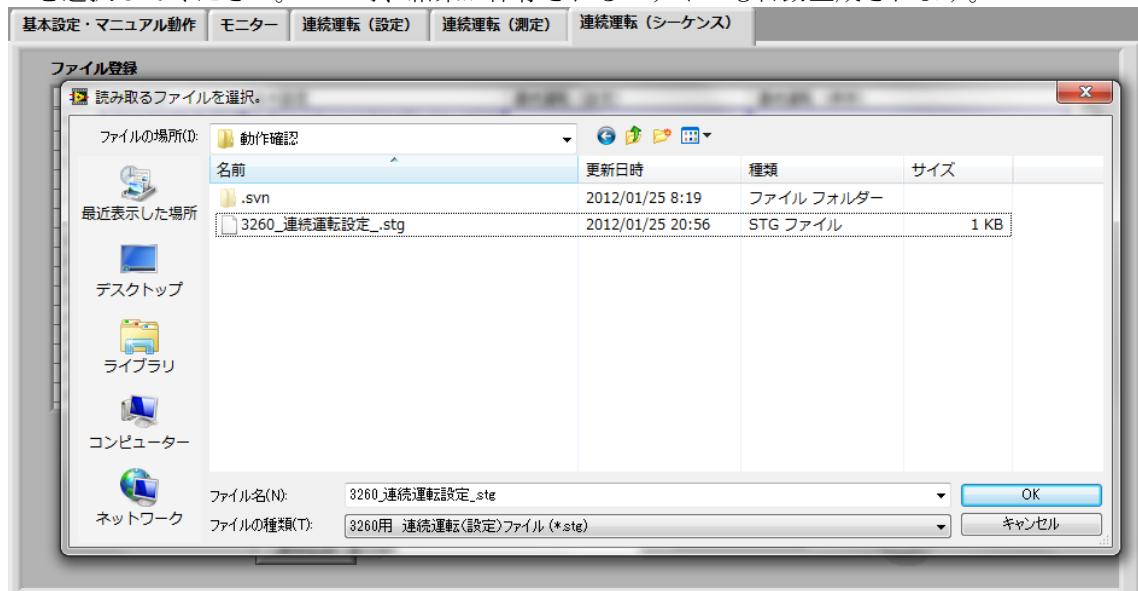 基本設定・マニュアル動作 モニター 連続運転（設定） 連続運転（測定） 連続運転（シーケンス）
ファイル登録
読み取るファイルを選択。
ファイルの場所(I): 動作確認
名前 更新日時 種類 サイズ
.svn 2012/01/25 8:19 ファイル フォルダー
3260_連続運転設定_.stg 2012/01/25 20:56 STG ファイル 1 KB
最近表示した場所
デスクトップ
ライブラリ
コンピューター
ネットワーク
ファイル名(N): 3260_連続運転設定_stg OK
ファイルの種類(T): 3260用 連続運転(設定)ファイル (*.stg) キャンセル